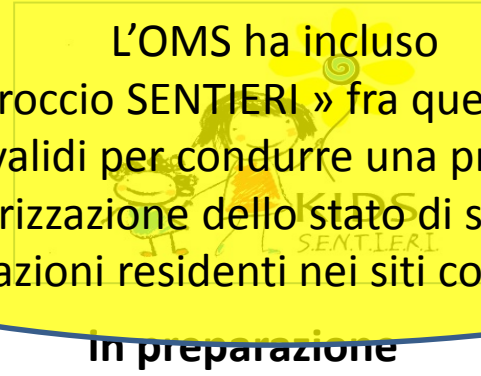 L'OMS ha incluso
roccio SENTIERI » fra que
validi per condurre una pr
rizzazione dello stato di s
KIDS
S.E.N.T.I.E.R.I.
azioni residenti nei siti co
In preparazione